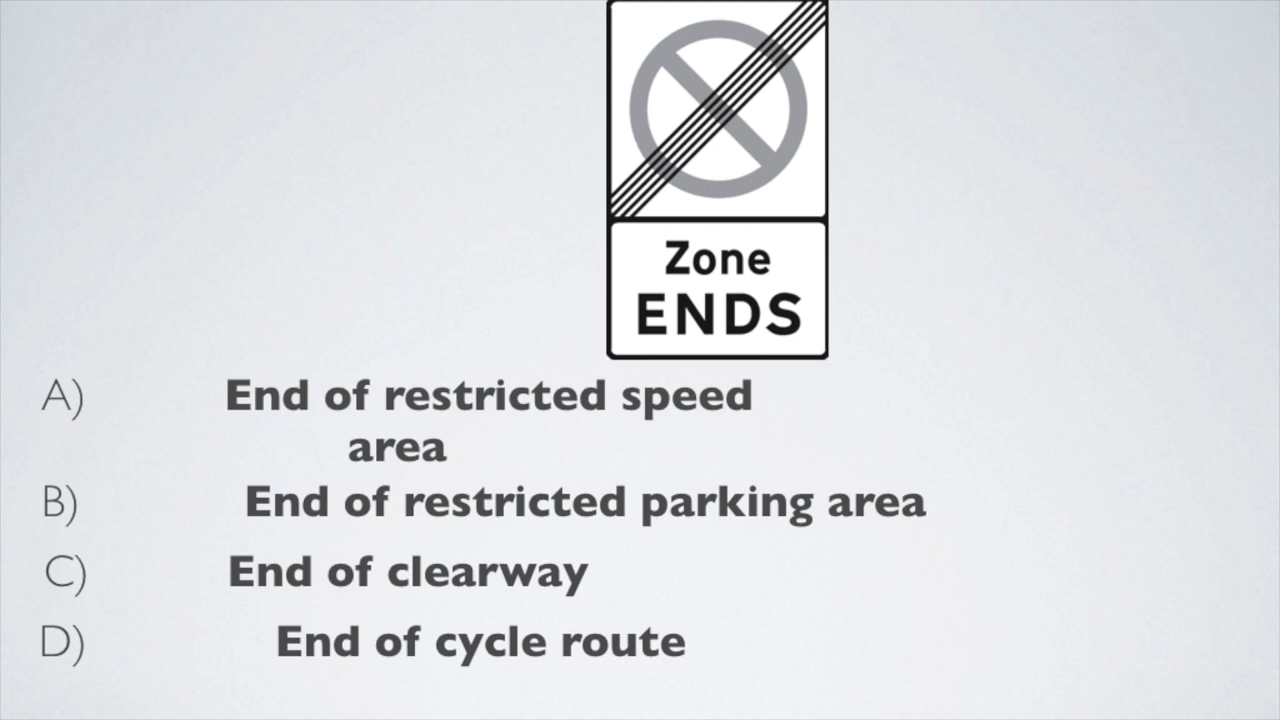 Zone
ENDS
A) End of restricted speed
area
B) End of restricted parking area
C) End of clearway
D) End of cycle route